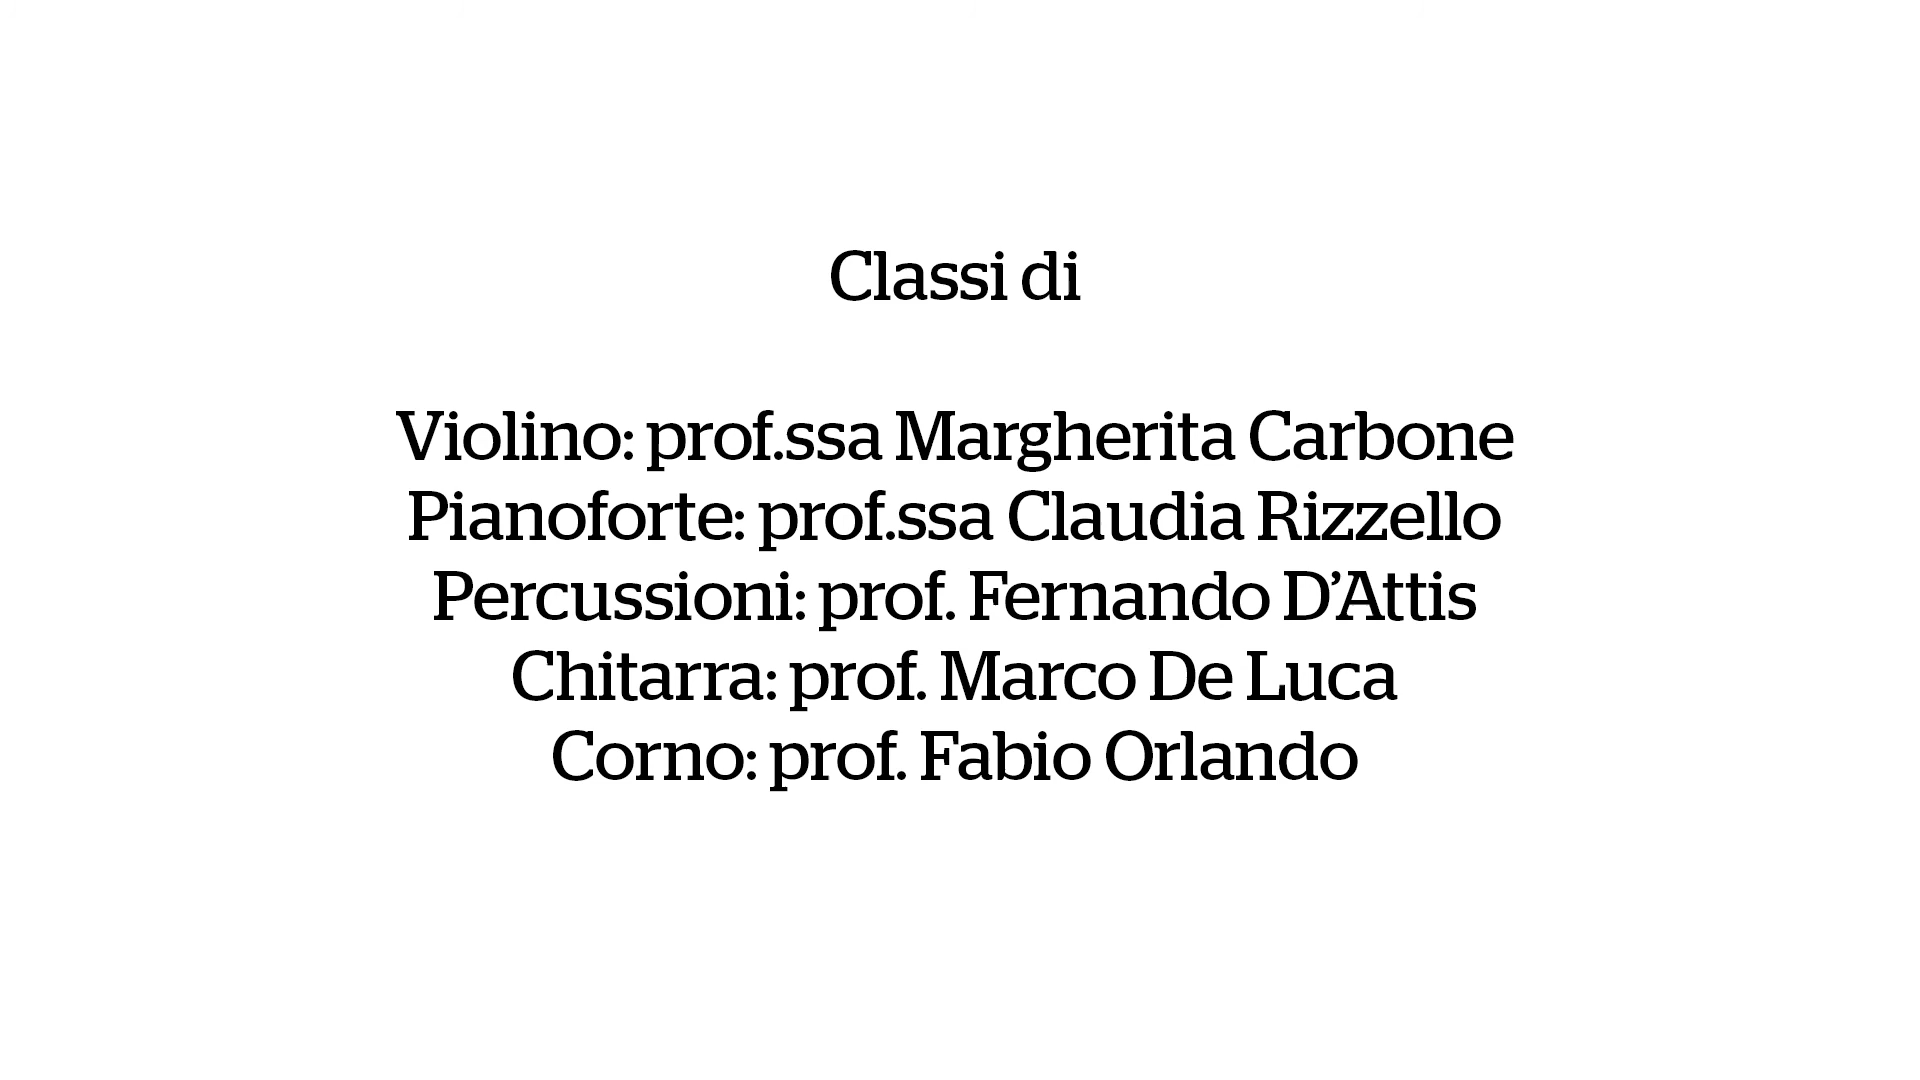 Classi di
Violino: prof.ssa Margherita Carbone
Pianoforte: prof.ssa Claudia Rizzello
Percussioni: prof. Fernando D’Attis
Chitarra: prof. Marco De Luca
Corno: prof. Fabio Orlando